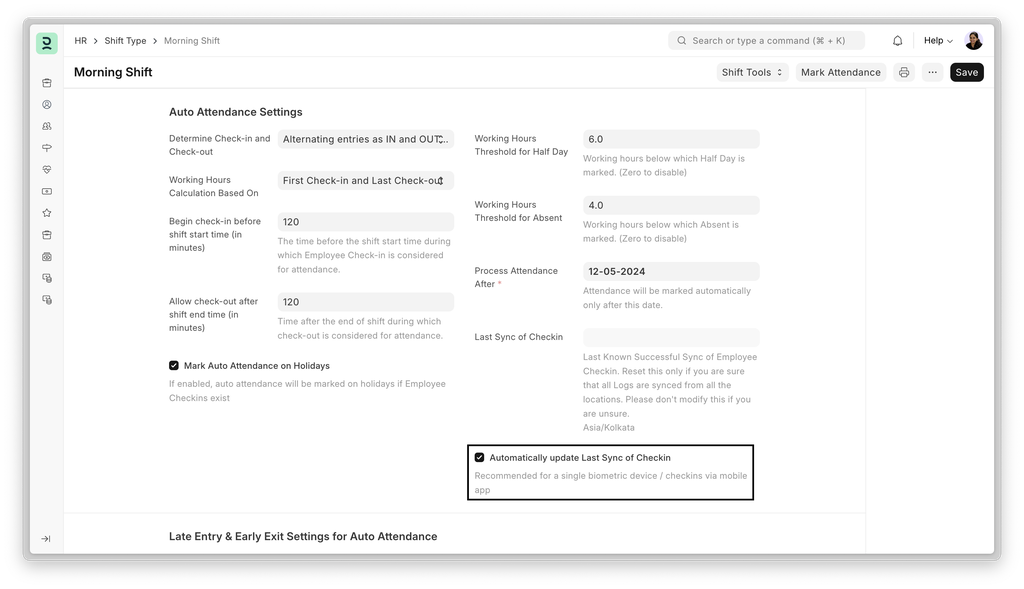 HR > Shift Type > Morning Shift
Search or type a command (⌘ + K)
Help
Morning Shift
Shift Tools
Mark Attendance
...
Save
Auto Attendance Settings
Determine Check-in and
Check-out
Alternating entries as IN and OUT...
Working Hours
Calculation Based On
First Check-in and Last Check-out
Begin check-in before
shift start time (in
minutes)
120
The time before the shift start time during
which Employee Check-in is considered
for attendance.
Allow check-out after
shift end time (in
minutes)
120
Time after the end of shift during which
check-out is considered for attendance.
Mark Auto Attendance on Holidays
If enabled, auto attendance will be marked on holidays if Employee
Checkins exist
Working Hours
Threshold for Half Day
6.0
Working hours below which Half Day is
marked. (Zero to disable)
Working Hours
Threshold for Absent
4.0
Working hours below which Absent is
marked. (Zero to disable)
Process Attendance
After *
12-05-2024
Attendance will be marked automatically
only after this date.
Last Sync of Checkin
Last Known Successful Sync of Employee
Checkin. Reset this only if you are sure
that all Logs are synced from all the
locations. Please don't modify this if you
are unsure.
Asia/Kolkata
Automatically update Last Sync of Checkin
Recommended for a single biometric device / checkins via mobile
app
Late Entry & Early Exit Settings for Auto Attendance